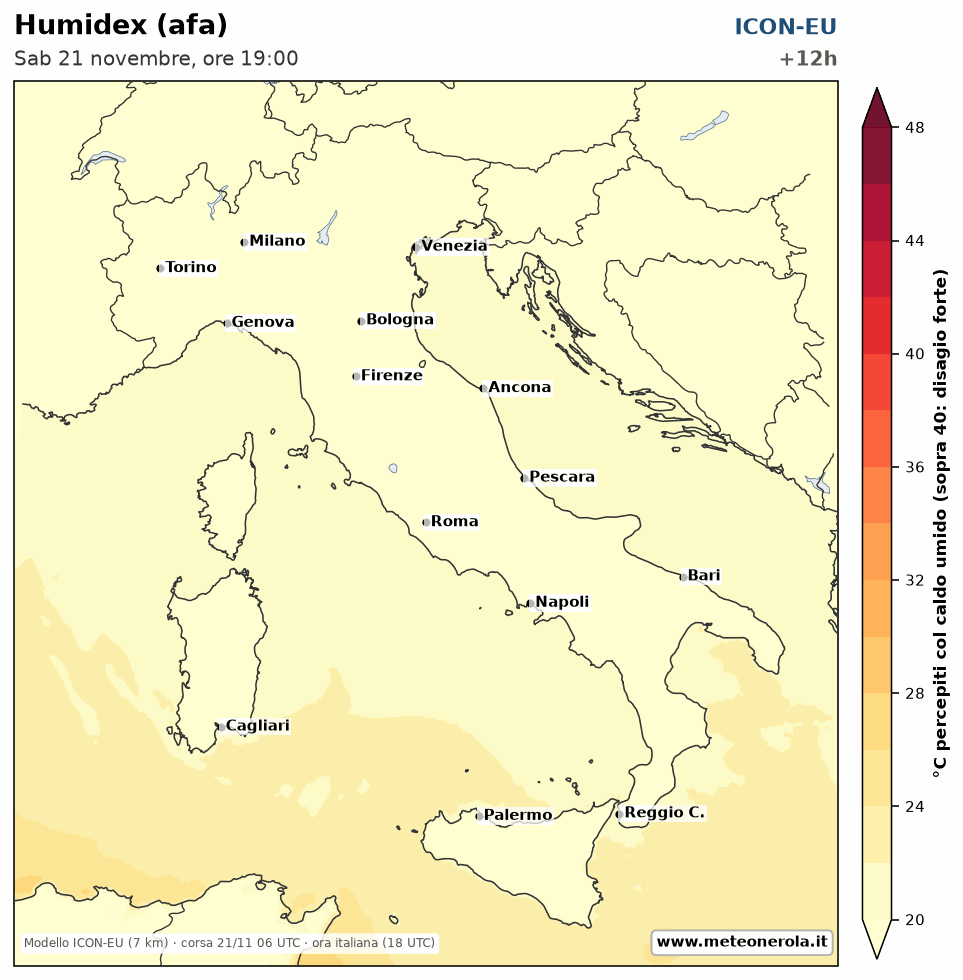 Humidex (afa)
ICON-EU
Sab 21 novembre, ore 19:00
+12h
Milano
Venezia
Torino
Genova
Bologna
Firenze
Ancona
Pescara
Roma
Bari
Napoli
Cagliari
Palermo
Reggio C.
48
44
40
36
32
28
24
20
°C percepiti col caldo umido (sopra 40: disagio forte)
Modello ICON-EU (7 km) · corsa 21/11 06 UTC · ora italiana (18 UTC)
www.meteonerola.it